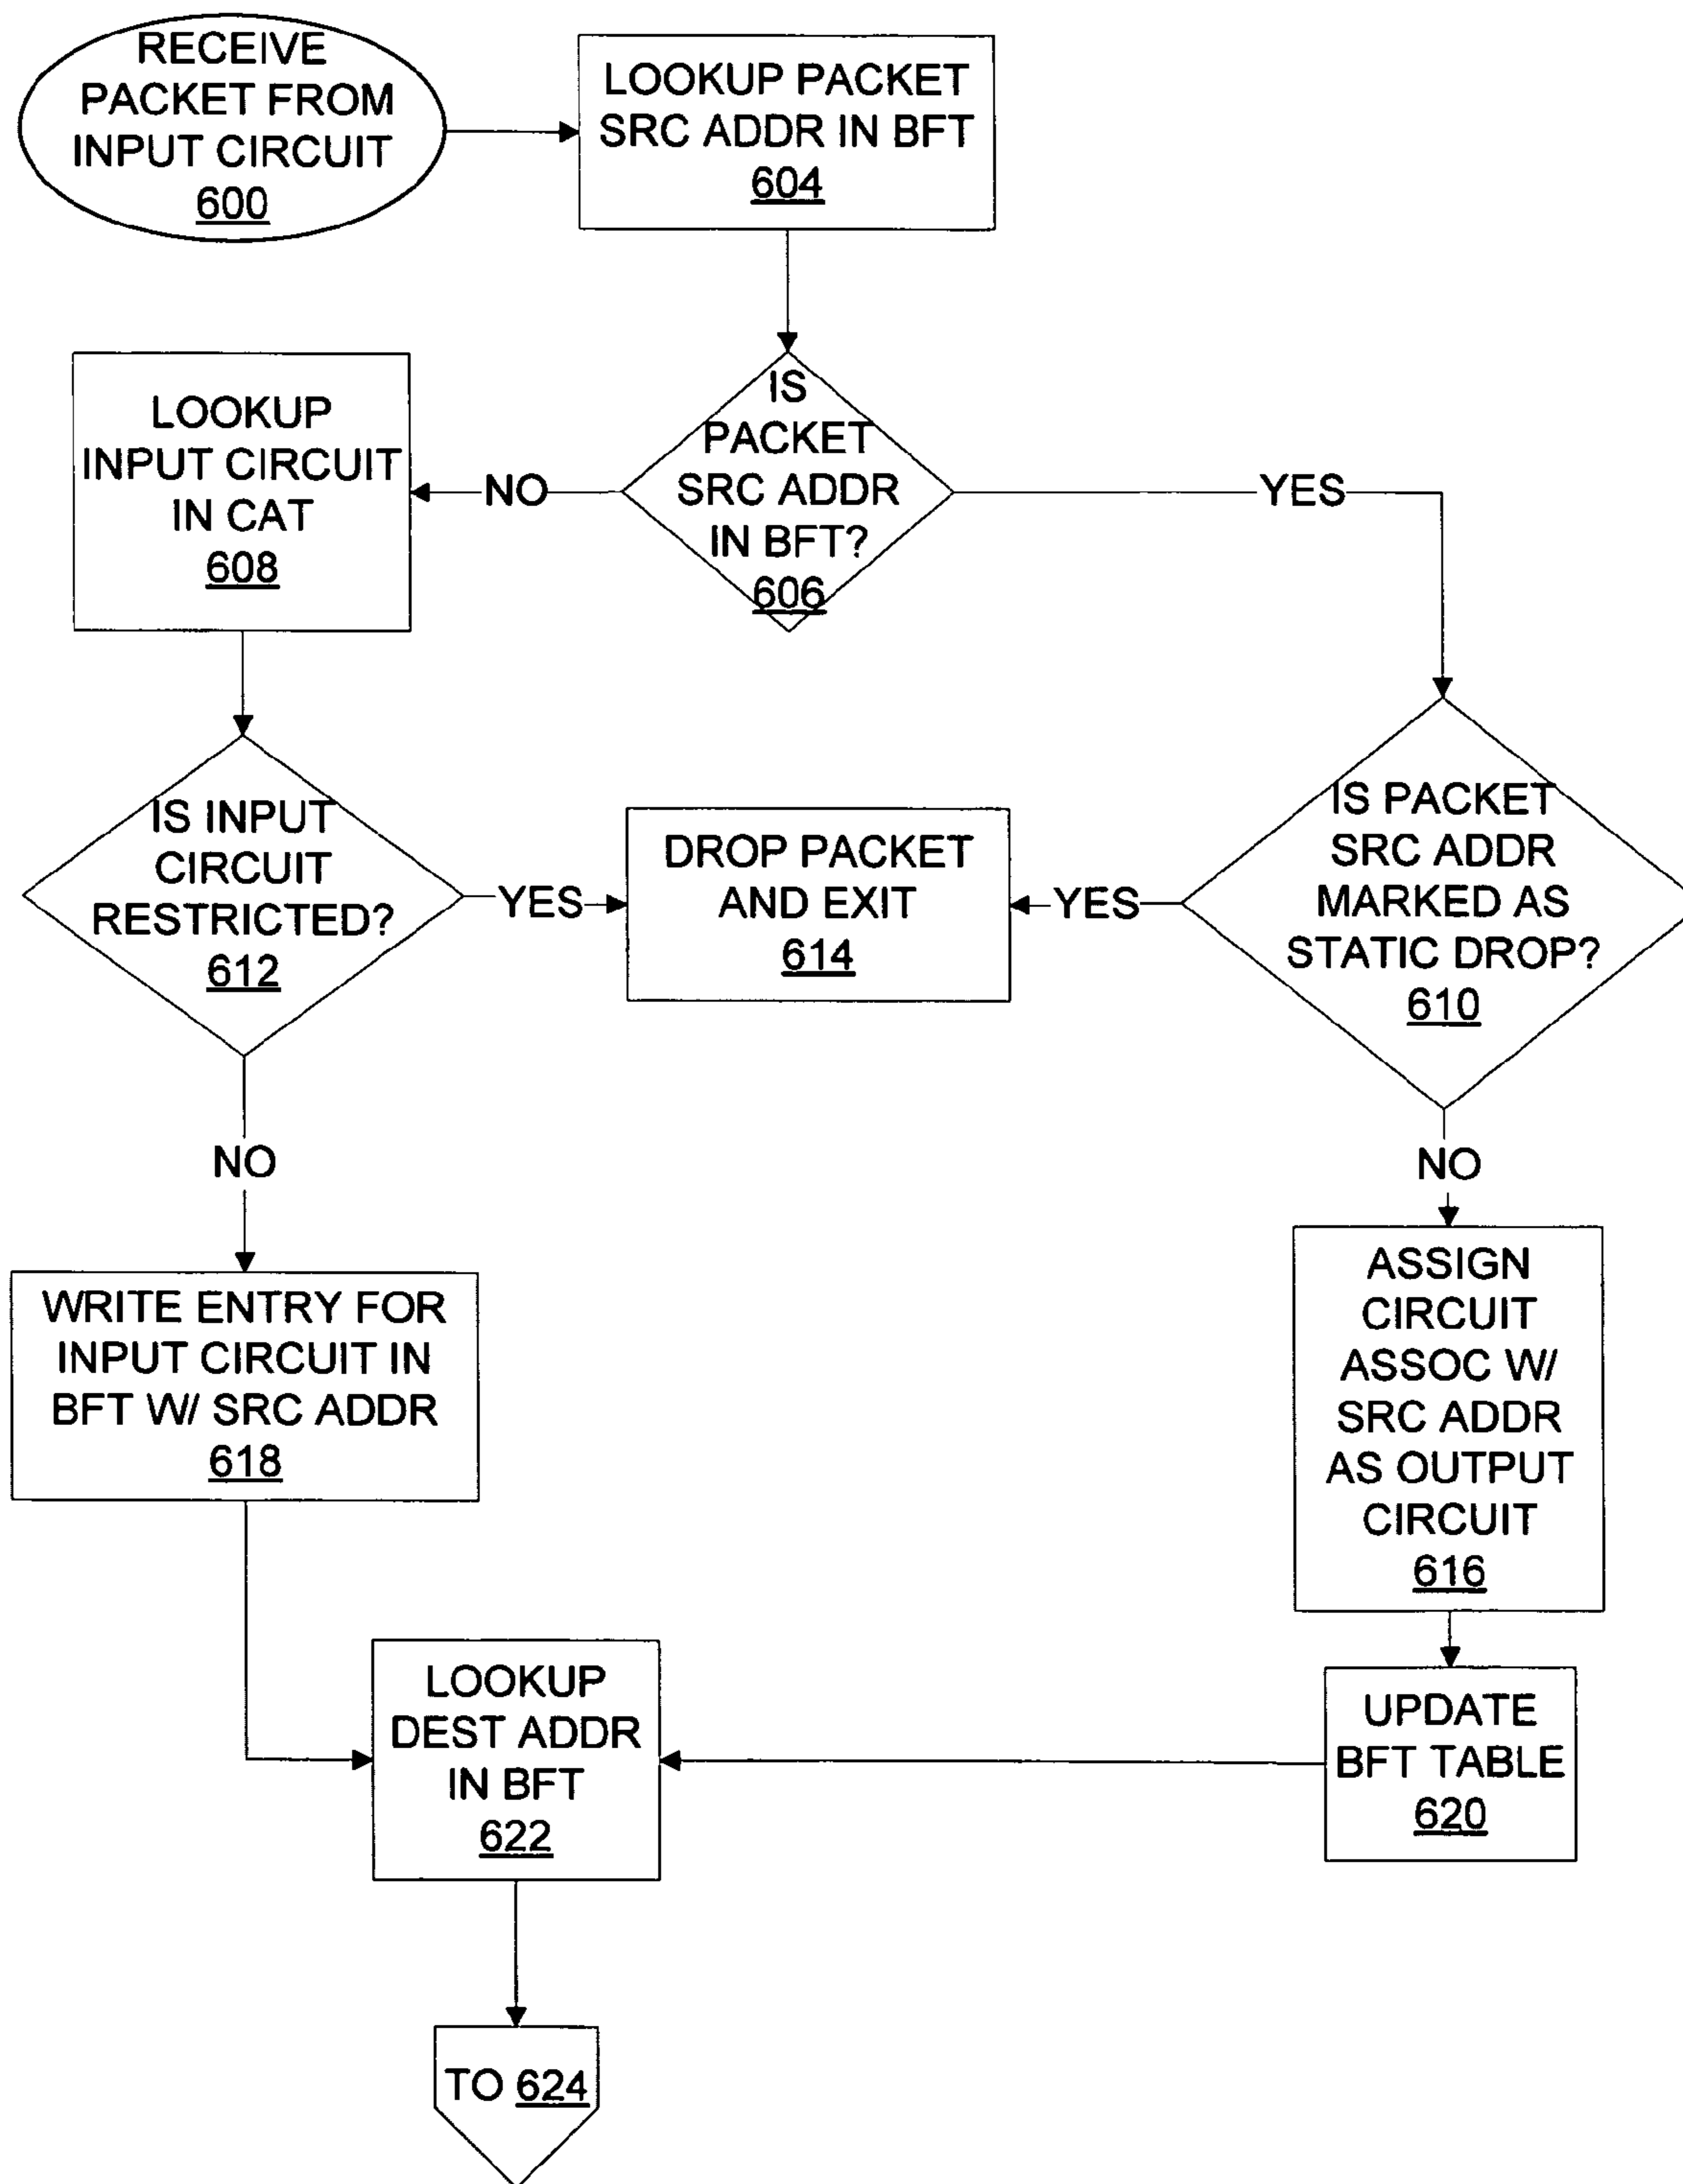 RECEIVE
PACKET FROM
INPUT CIRCUIT
600
LOOKUP PACKET
SRC ADDR IN BFT
604
IS
PACKET
SRC ADDR
IN BFT?
606
NO
YES
LOOKUP
INPUT CIRCUIT
IN CAT
608
IS INPUT
CIRCUIT
RESTRICTED?
612
YES
DROP PACKET
AND EXIT
614
YES
IS PACKET
SRC ADDR
MARKED AS
STATIC DROP?
610
NO
NO
WRITE ENTRY FOR
INPUT CIRCUIT IN
BFT W/ SRC ADDR
618
ASSIGN
CIRCUIT
ASSOC W/
SRC ADDR
AS OUTPUT
CIRCUIT
616
LOOKUP
DEST ADDR
IN BFT
622
UPDATE
BFT TABLE
620
TO 624